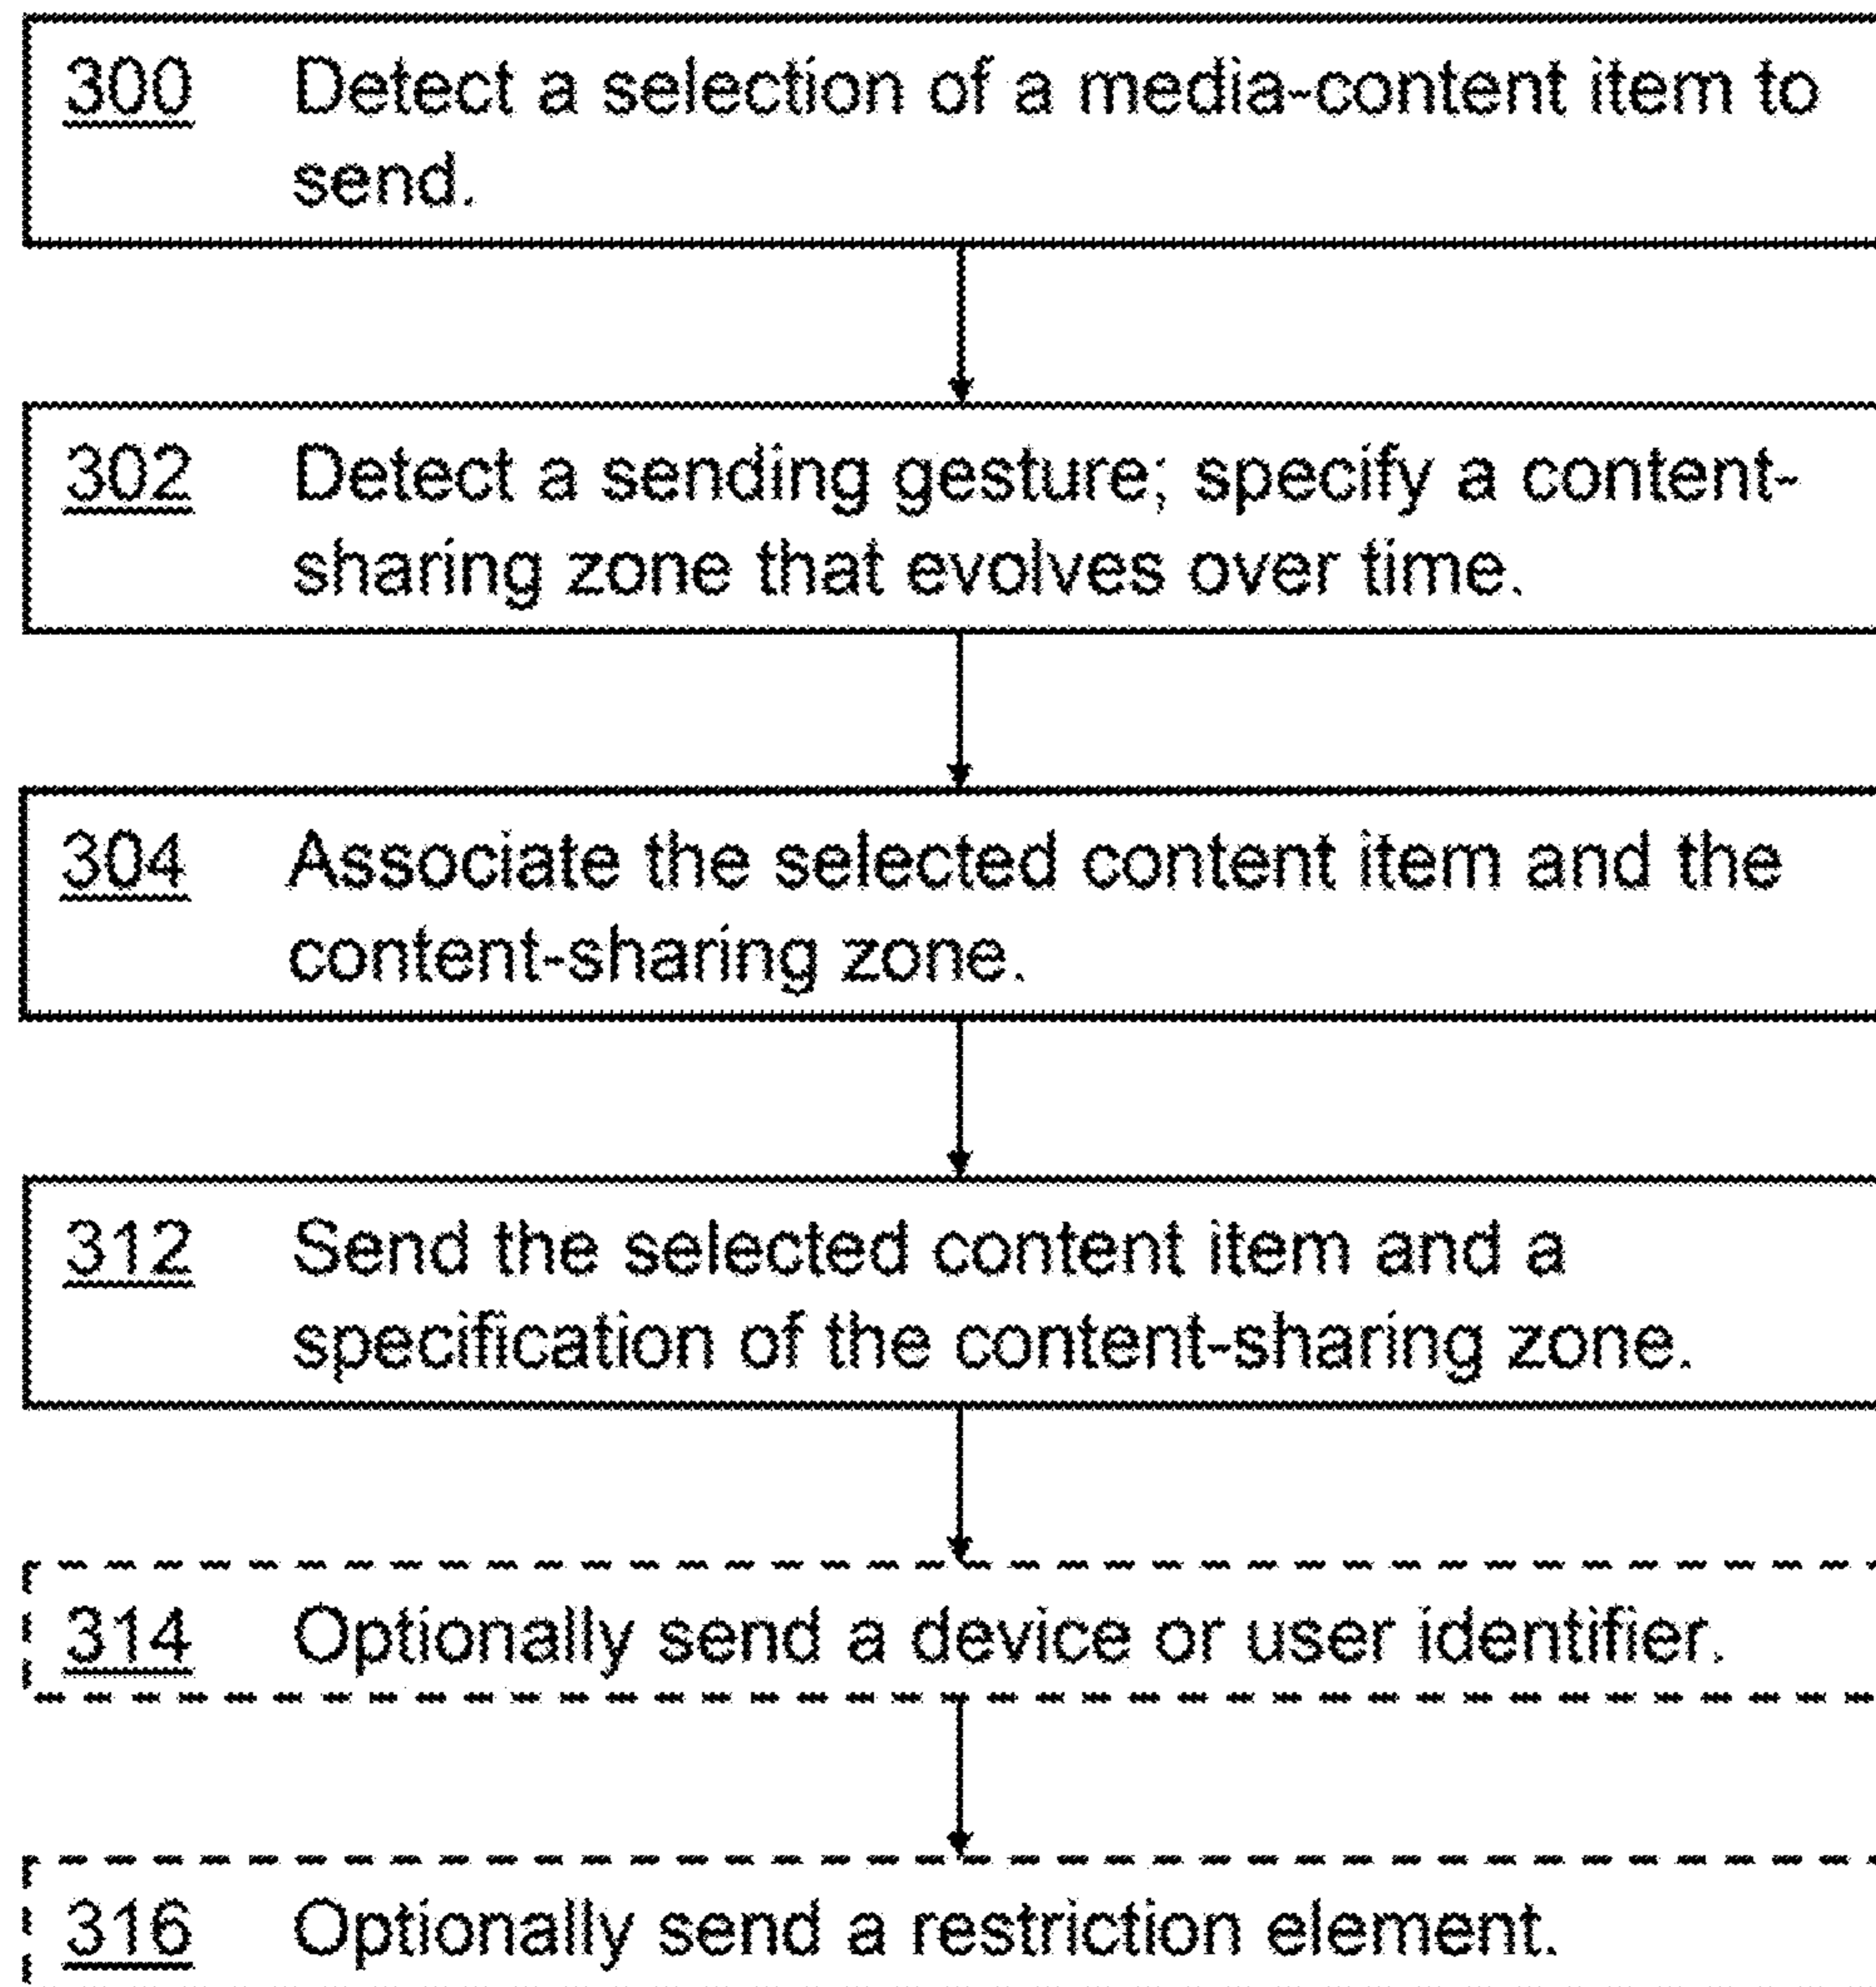 300 Detect a selection of a media-content item to
send.
302 Detect a sending gesture; specify a content-
sharing zone that evolves over time.
304 Associate the selected content item and the
content-sharing zone.
312 Send the selected content item and a
specification of the content-sharing zone.
314 Optionally send a device or user identifier.
316 Optionally send a restriction element.